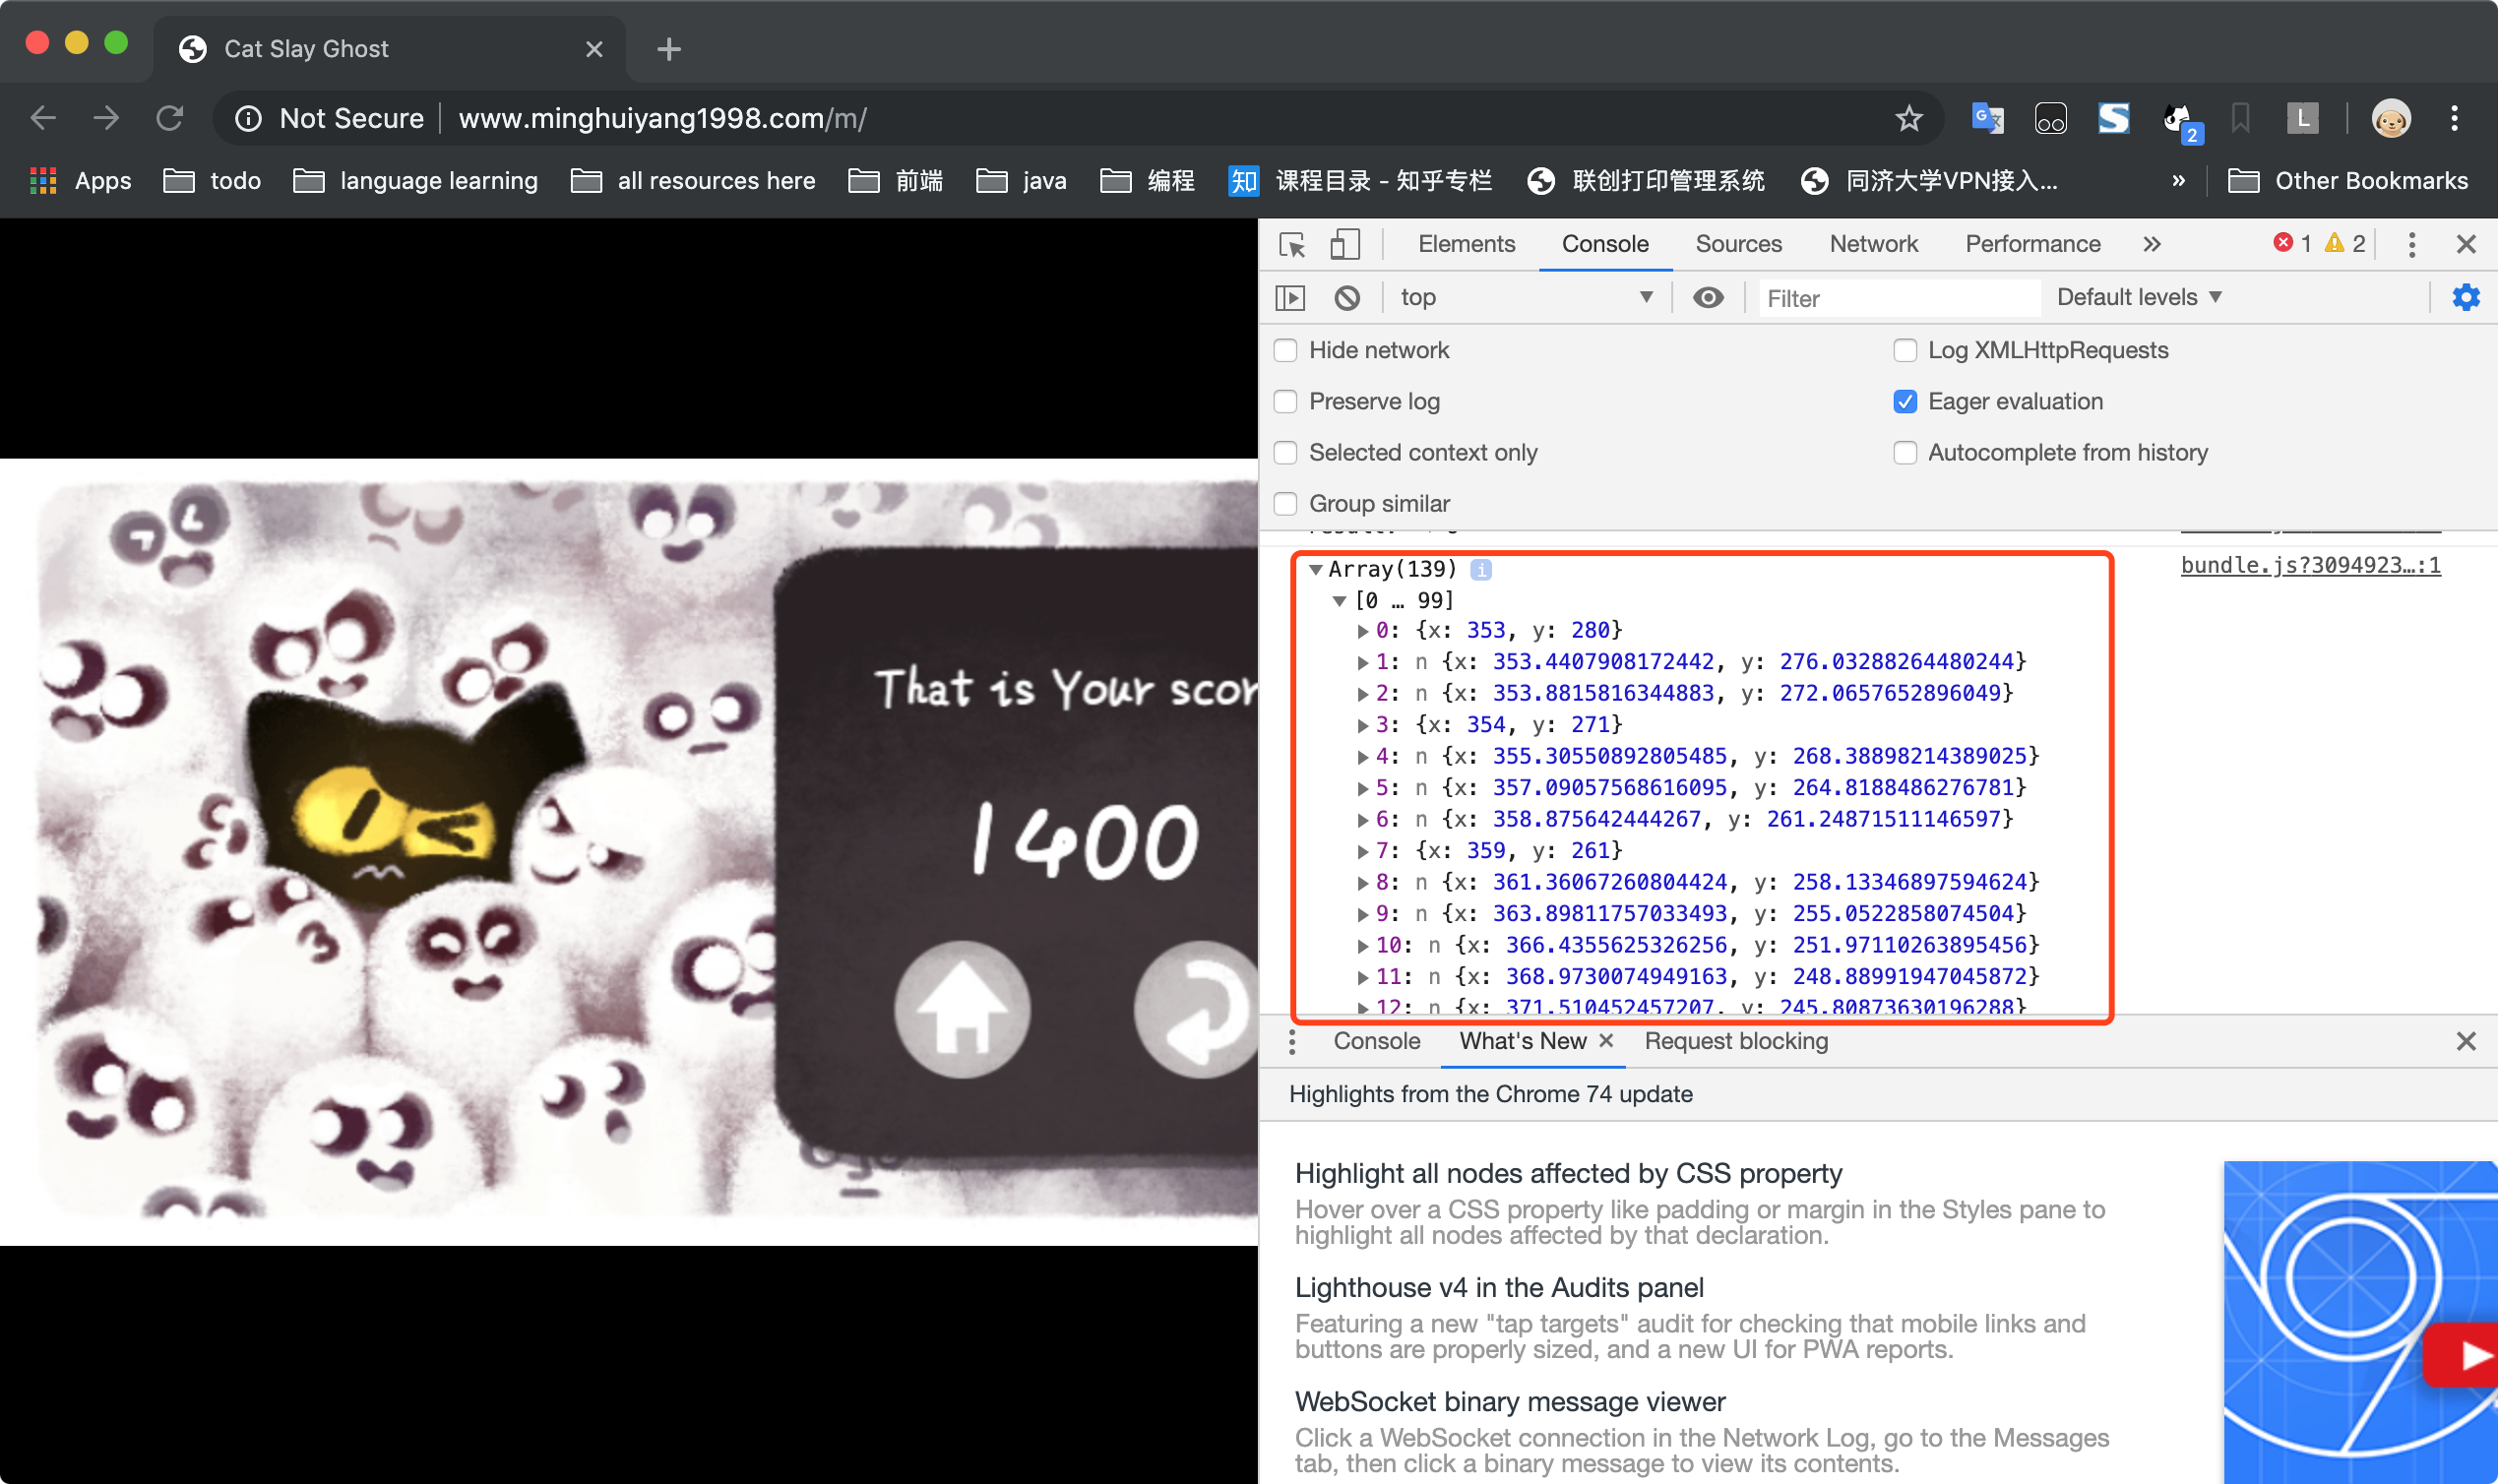 Cat Slay Ghost
Not Secure www.minghuiyang1998.com/m/
2
L
Apps todo language learning all resources here 前端 java 编程 知 课程目录 - 知乎专栏 联创打印管理系统 同济大学VPN接入... » Other Bookmarks
Elements Console Sources Network Performance » 1 2
top Filter Default levels
Hide network Log XMLHttpRequests
Preserve log Eager evaluation
Selected context only Autocomplete from history
Group similar
Array(139) i bundle.js?3094923…:1
[0 … 99]
0: {x: 353, y: 280}
1: n {x: 353.4407908172442, y: 276.03288264480244}
2: n {x: 353.8815816344883, y: 272.0657652896049}
3: {x: 354, y: 271}
4: n {x: 355.30550892805485, y: 268.38898214389025}
5: n {x: 357.09057568616095, y: 264.8188486276781}
6: n {x: 358.875642444267, y: 261.24871511146597}
7: {x: 359, y: 261}
8: n {x: 361.36067260804424, y: 258.13346897594624}
9: n {x: 363.89811757033493, y: 255.0522858074504}
10: n {x: 366.4355625326256, y: 251.97110263895456}
11: n {x: 368.9730074949163, y: 248.88991947045872}
12: n {x: 371.510452457207, y: 245.80873630196288}
That is Your scor
1400
Console What's New × Request blocking
Highlights from the Chrome 74 update
Highlight all nodes affected by CSS property
Hover over a CSS property like padding or margin in the Styles pane to
highlight all nodes affected by that declaration.
Lighthouse v4 in the Audits panel
Featuring a new "tap targets" audit for checking that mobile links and
buttons are properly sized, and a new UI for PWA reports.
WebSocket binary message viewer
Click a WebSocket connection in the Network Log, go to the Messages
tab, then click a binary message to view its contents.